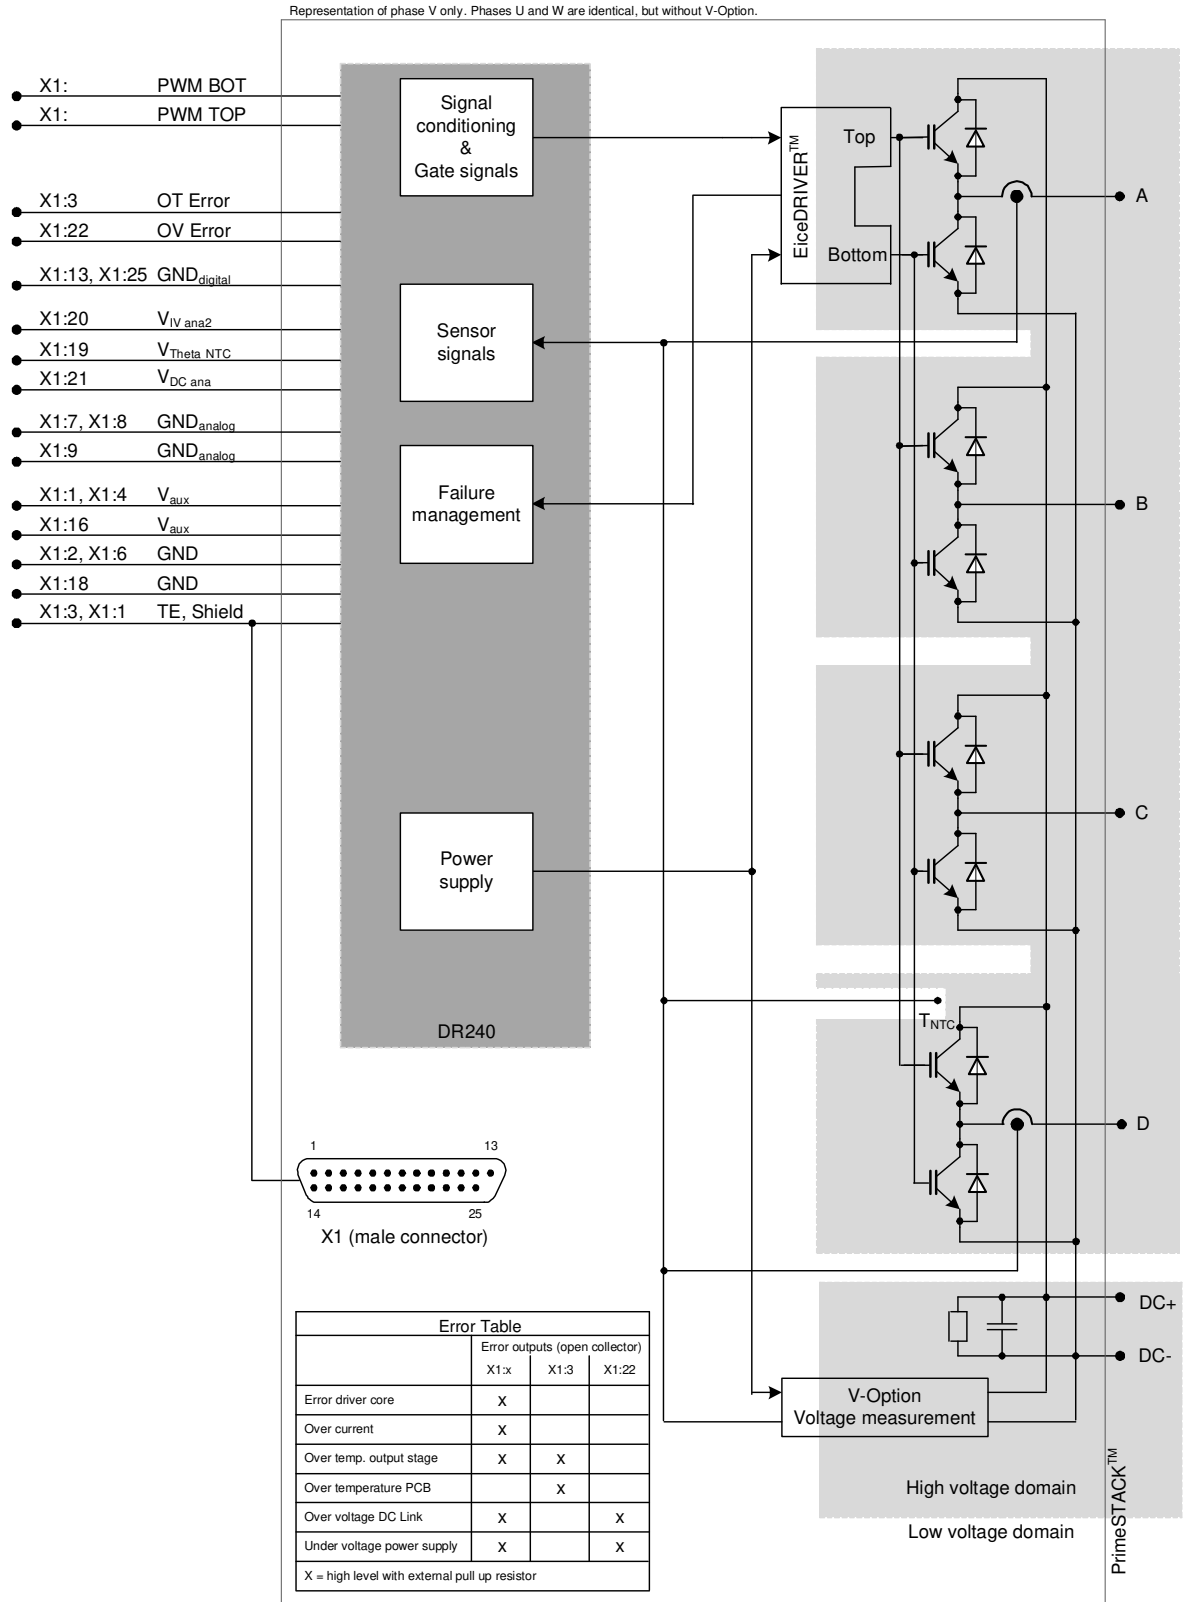 Representation of phase V only. Phases U and W are identical, but without V-Option.
X1: PWM BOT
X1: PWM TOP
X1:3 OT Error
X1:22 OV Error
X1:13, X1:25 GNDdigital
X1:20 VIV ana2
X1:19 VTheta NTC
X1:21 VDC ana
X1:7, X1:8 GNDanalog
X1:9 GNDanalog
X1:1, X1:4 Vaux
X1:16 Vaux
X1:2, X1:6 GND
X1:18 GND
X1:3, X1:1 TE, Shield
Signal
conditioning
&
Gate signals
Sensor
signals
Failure
management
Power
supply
DR240
EiceDRIVER™
Top
Bottom
A
B
C
TNTC
D
1 13
14 25
X1 (male connector)
DC+
DC-
V-Option
Voltage measurement
High voltage domain
Low voltage domain
PrimeSTACK™
Error Table
Error outputs (open collector)
X1:x X1:3 X1:22
Error driver core X
Over current X
Over temp. output stage X X
Over temperature PCB X
Over voltage DC Link X X
Under voltage power supply X X
X = high level with external pull up resistor